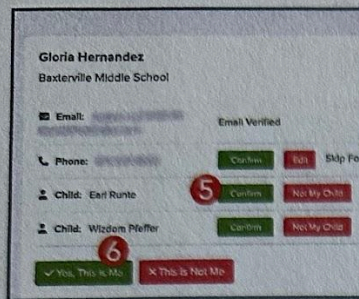 Gloria Hernandez
Baxterville Middle School
Email:
Email Verified
Phone: Confirm Edit Skip Fo
Child: Earl Runte 5 Confirm Not My Child
Child: Wizdom Pfeffer Confirm Not My Child
6
✓ Yes, This is Me × This Is Not Me